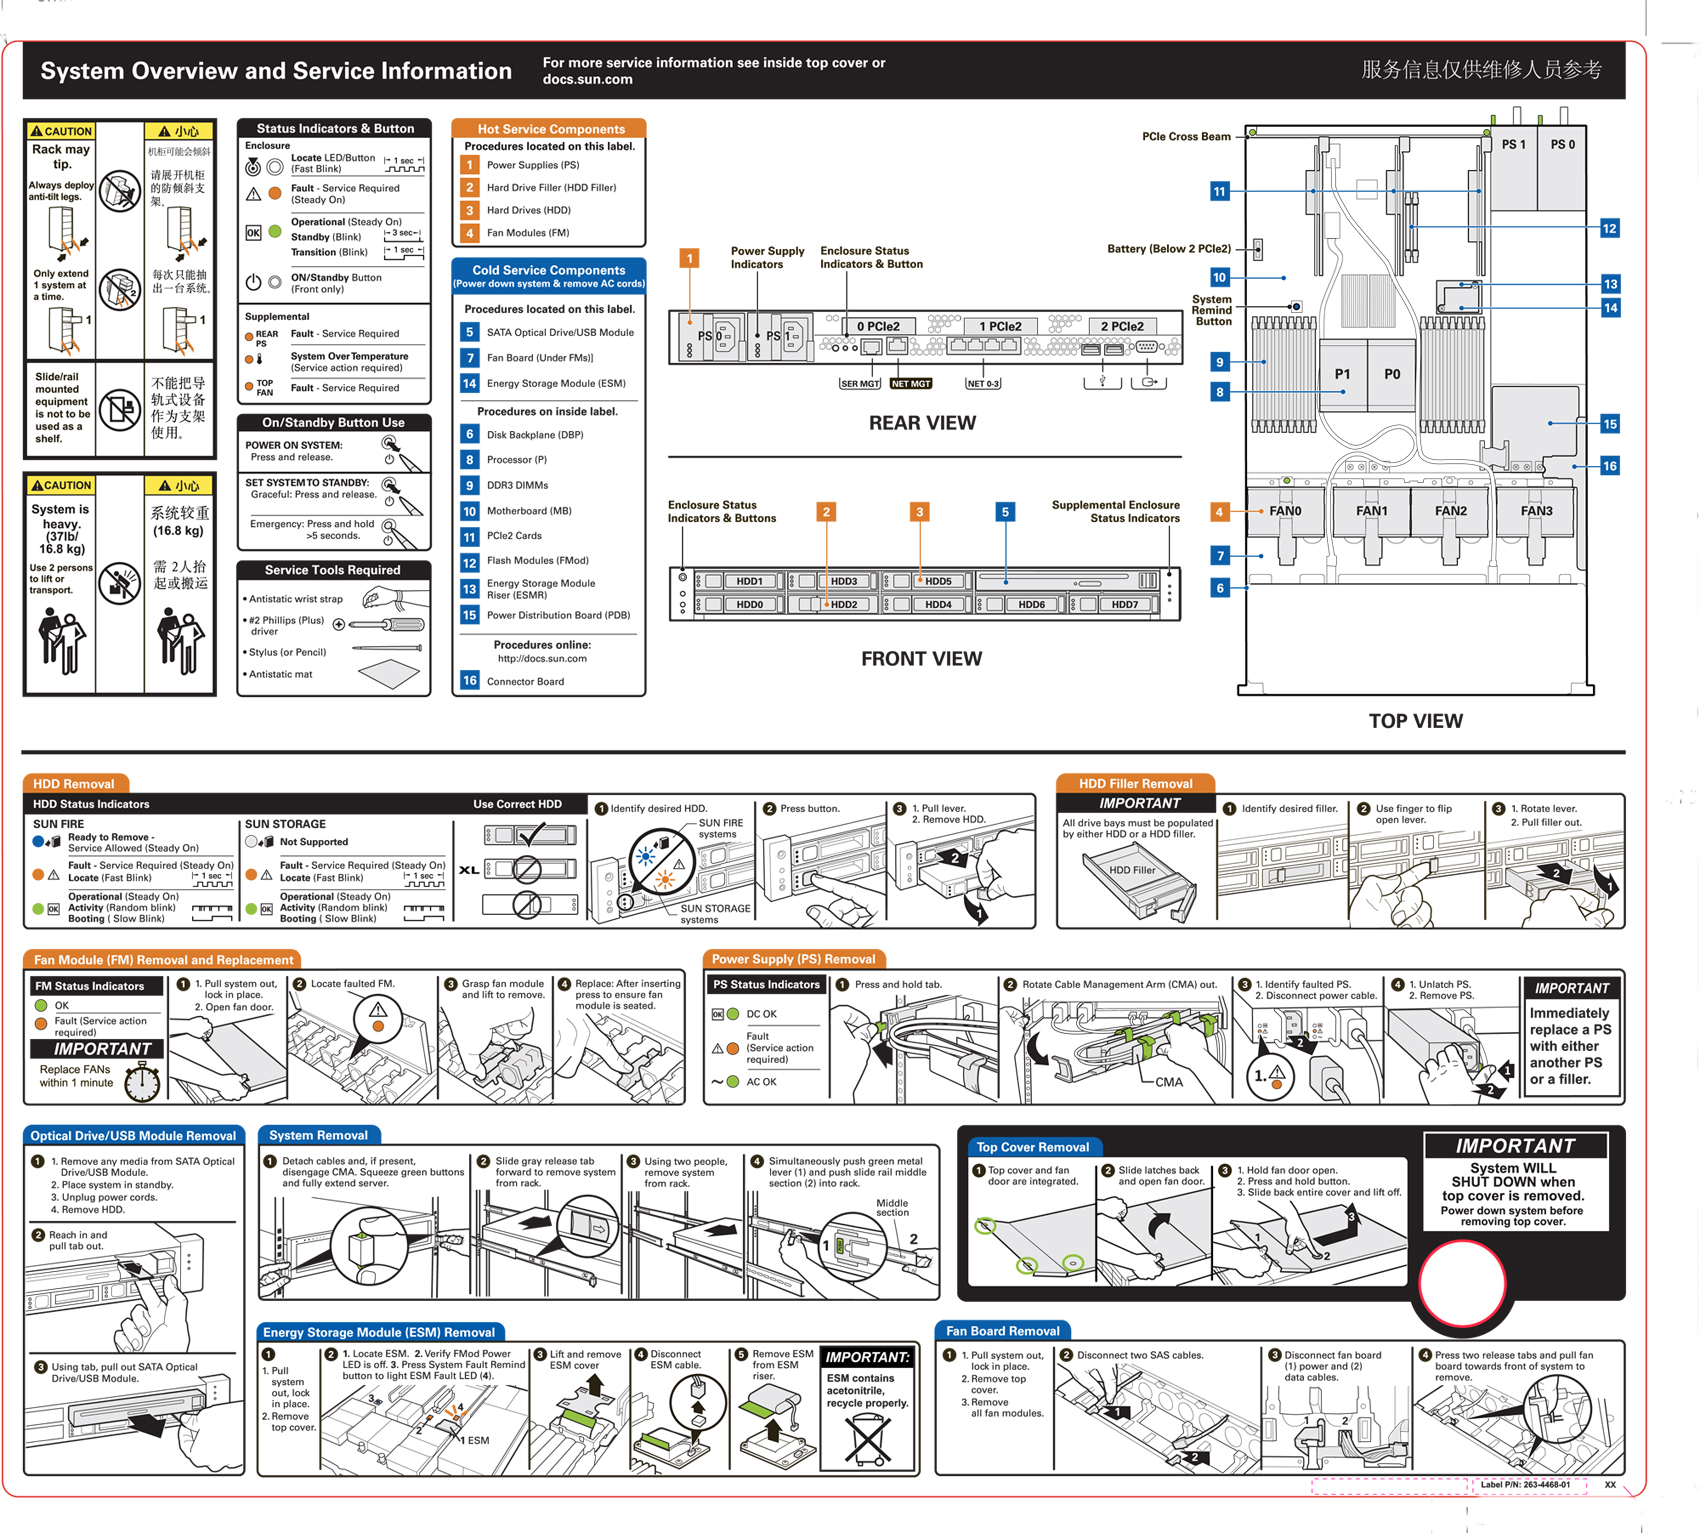 System Overview and Service Information
For more service information see inside top cover or
docs.sun.com
服务信息仅供维修人员参考
CAUTION
小心
Rack may
tip.
Always deploy
anti-tilt legs.
机柜可能会倾斜
请展开机柜
的防倾斜支
架。
Only extend
1 system at
a time.
2
每次只能抽
出一台系统。
1
1
Slide/rail
mounted
equipment
is not to be
used as a
shelf.
不能把导
轨式设备
作为支架
使用。
CAUTION
小心
System is
heavy.
(37lb/
16.8 kg)
Use 2 persons
to lift or
transport.
系统较重
(16.8 kg)
需 2人抬
起或搬运
Status Indicators & Button
Enclosure
Locate LED/Button
(Fast Blink)
1 sec
Fault - Service Required
(Steady On)
OK
Operational (Steady On)
Standby (Blink)
3 sec
Transition (Blink)
1 sec
ON/Standby Button
(Front only)
Supplemental
REAR
PS
Fault - Service Required
System Over Temperature
(Service action required)
TOP
FAN
Fault - Service Required
On/Standby Button Use
POWER ON SYSTEM:
Press and release.
SET SYSTEM TO STANDBY:
Graceful: Press and release.
Emergency: Press and hold
>5 seconds.
Service Tools Required
• Antistatic wrist strap
• #2 Phillips (Plus)
driver
• Stylus (or Pencil)
• Antistatic mat
Hot Service Components
Procedures located on this label.
1 Power Supplies (PS)
2 Hard Drive Filler (HDD Filler)
3 Hard Drives (HDD)
4 Fan Modules (FM)
Cold Service Components
(Power down system & remove AC cords)
Procedures located on this label.
5 SATA Optical Drive/USB Module
7 Fan Board (Under FMs)]
14 Energy Storage Module (ESM)
Procedures on inside label.
6 Disk Backplane (DBP)
8 Processor (P)
9 DDR3 DIMMs
10 Motherboard (MB)
11 PCIe2 Cards
12 Flash Modules (FMod)
13 Energy Storage Module
Riser (ESMR)
15 Power Distribution Board (PDB)
Procedures online:
http://docs.sun.com
16 Connector Board
1
Power Supply
Indicators
Enclosure Status
Indicators & Button
PS 0
PS 1
0 PCIe2
1 PCIe2
2 PCIe2
SER MGT
NET MGT
NET 0-3
REAR VIEW
Enclosure Status
Indicators & Buttons
2
3
5
Supplemental Enclosure
Status Indicators
HDD1
HDD3
HDD5
HDD0
HDD2
HDD4
HDD6
HDD7
FRONT VIEW
PCIe Cross Beam
PS 1
PS 0
11
12
Battery (Below 2 PCIe2)
10
13
System
Remind
Button
14
9
P1
P0
8
15
16
4
FAN0
FAN1
FAN2
FAN3
7
6
TOP VIEW
HDD Removal
HDD Status Indicators
Use Correct HDD
SUN FIRE
Ready to Remove -
Service Allowed (Steady On)
Fault - Service Required (Steady On)
Locate (Fast Blink)
1 sec
OK
Operational (Steady On)
Activity (Random blink)
Booting ( Slow Blink)
SUN STORAGE
Not Supported
Fault - Service Required (Steady On)
Locate (Fast Blink)
1 sec
OK
Operational (Steady On)
Activity (Random blink)
Booting ( Slow Blink)
XL
1 Identify desired HDD.
SUN FIRE
systems
SUN STORAGE
systems
2 Press button.
3 1. Pull lever.
2. Remove HDD.
2
1
HDD Filler Removal
IMPORTANT
All drive bays must be populated
by either HDD or a HDD filler.
HDD Filler
1 Identify desired filler.
2 Use finger to flip
open lever.
3 1. Rotate lever.
2. Pull filler out.
2
1
Fan Module (FM) Removal and Replacement
FM Status Indicators
OK
Fault (Service action
required)
IMPORTANT
Replace FANs
within 1 minute
1 1. Pull system out,
lock in place.
2. Open fan door.
2 Locate faulted FM.
3 Grasp fan module
and lift to remove.
4 Replace: After inserting
press to ensure fan
module is seated.
Power Supply (PS) Removal
PS Status Indicators
OK DC OK
Fault
(Service action
required)
AC OK
1 Press and hold tab.
2 Rotate Cable Management Arm (CMA) out.
CMA
3 1. Identify faulted PS.
2. Disconnect power cable.
2
1.
4 1. Unlatch PS.
2. Remove PS.
1
2
IMPORTANT
Immediately
replace a PS
with either
another PS
or a filler.
Optical Drive/USB Module Removal
1 1. Remove any media from SATA Optical
Drive/USB Module.
2. Place system in standby.
3. Unplug power cords.
4. Remove HDD.
2 Reach in and
pull tab out.
3 Using tab, pull out SATA Optical
Drive/USB Module.
System Removal
1 Detach cables and, if present,
disengage CMA. Squeeze green buttons
and fully extend server.
2 Slide gray release tab
forward to remove system
from rack.
3 Using two people,
remove system
from rack.
4 Simultaneously push green metal
lever (1) and push slide rail middle
section (2) into rack.
Middle
section
1
2
Top Cover Removal
1 Top cover and fan
door are integrated.
2 Slide latches back
and open fan door.
3 1. Hold fan door open.
2. Press and hold button.
3. Slide back entire cover and lift off.
3
1
2
IMPORTANT
System WILL
SHUT DOWN when
top cover is removed.
Power down system before
removing top cover.
Energy Storage Module (ESM) Removal
1
1. Pull
system
out, lock
in place.
2. Remove
top cover.
2 1. Locate ESM. 2. Verify FMod Power
LED is off. 3. Press System Fault Remind
button to light ESM Fault LED (4).
3
4
2
1 ESM
3 Lift and remove
ESM cover
4 Disconnect
ESM cable.
5 Remove ESM
from ESM
riser.
IMPORTANT:
ESM contains
acetonitrile,
recycle properly.
Fan Board Removal
1 1. Pull system out,
lock in place.
2. Remove top
cover.
3. Remove
all fan modules.
2 Disconnect two SAS cables.
1
2
3 Disconnect fan board
(1) power and (2)
data cables.
1
2
4 Press two release tabs and pull fan
board towards front of system to
remove.
Label P/N: 263-4468-01
XX